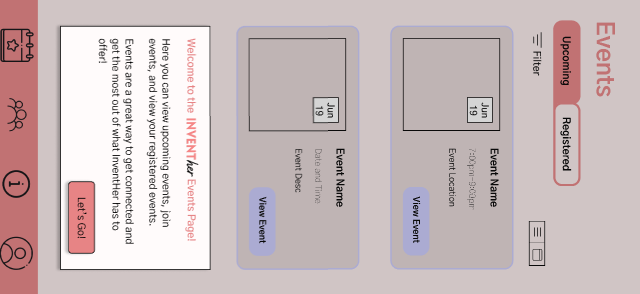 Events
Upcoming
Registered
Filter
Jun
19
Event Name
7:00pm-9:00pm
Event Location
View Event
Jun
19
Event Name
Date and Time
Event Desc
View Event
Welcome to the INVENTHer Events Page!
Here you can view upcoming events, join
events, and view your registered events.
Events are a great way to get connected and
get the most out of what InventHer has to
offer!
Let's Go!